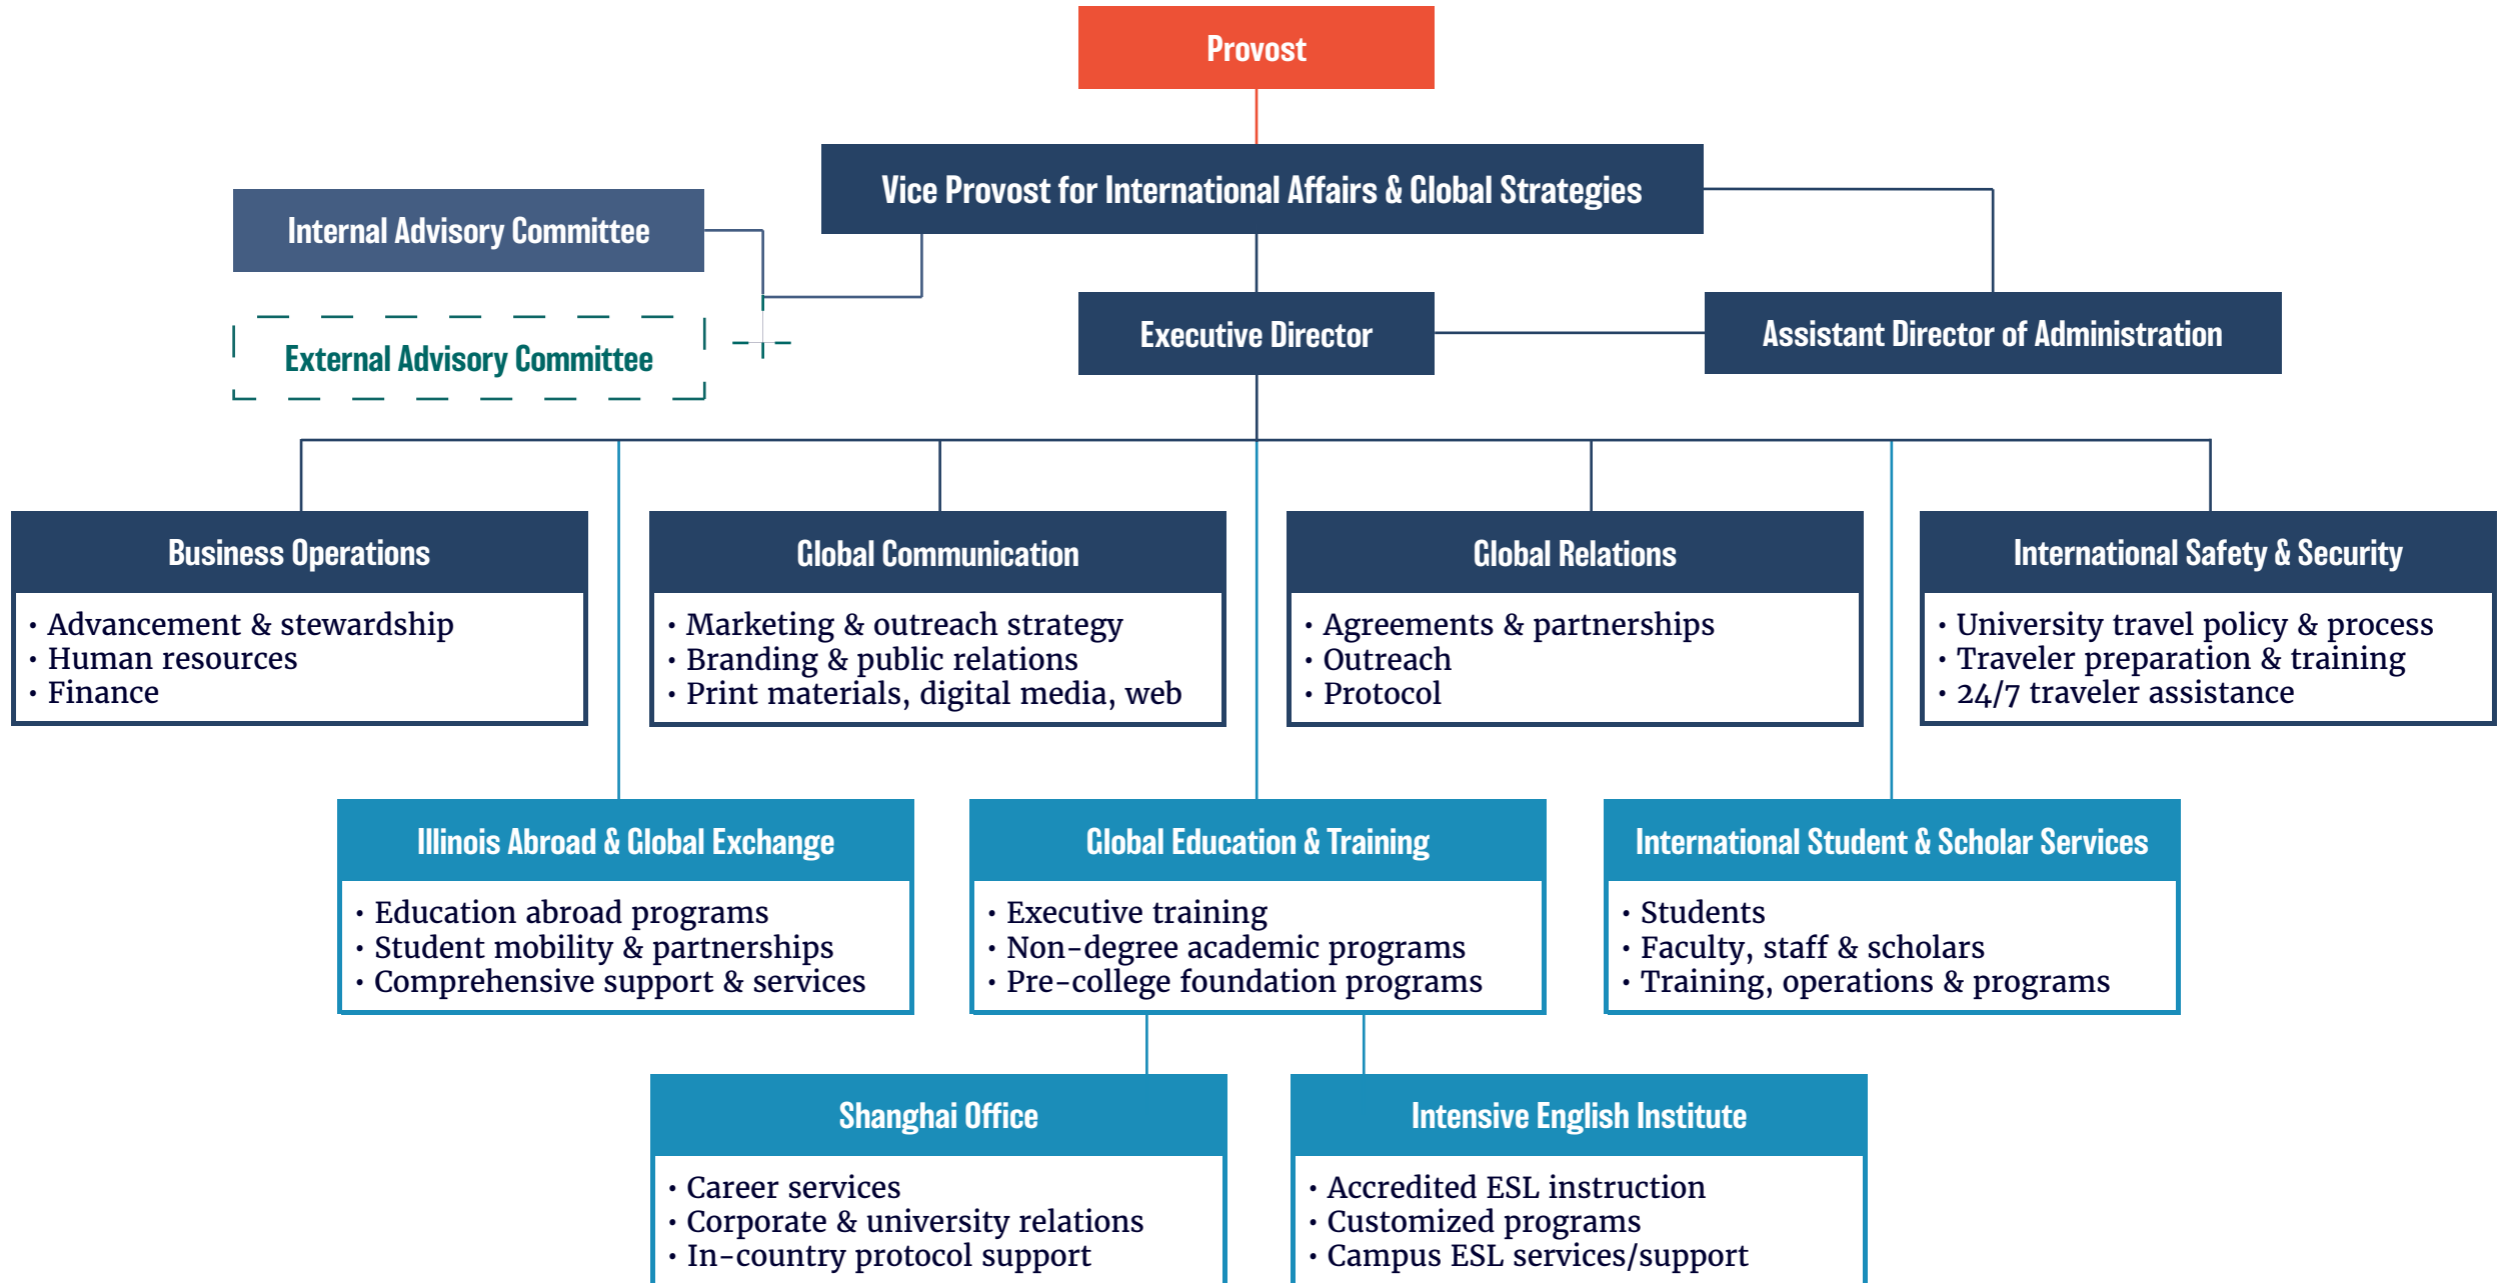 Provost
Vice Provost for International Affairs & Global Strategies
Internal Advisory Committee
External Advisory Committee
Executive Director
Assistant Director of Administration
Business Operations
• Advancement & stewardship
• Human resources
• Finance
Global Communication
• Marketing & outreach strategy
• Branding & public relations
• Print materials, digital media, web
Global Relations
• Agreements & partnerships
• Outreach
• Protocol
International Safety & Security
• University travel policy & process
• Traveler preparation & training
• 24/7 traveler assistance
Illinois Abroad & Global Exchange
• Education abroad programs
• Student mobility & partnerships
• Comprehensive support & services
Global Education & Training
• Executive training
• Non-degree academic programs
• Pre-college foundation programs
International Student & Scholar Services
• Students
• Faculty, staff & scholars
• Training, operations & programs
Shanghai Office
• Career services
• Corporate & university relations
• In-country protocol support
Intensive English Institute
• Accredited ESL instruction
• Customized programs
• Campus ESL services/support